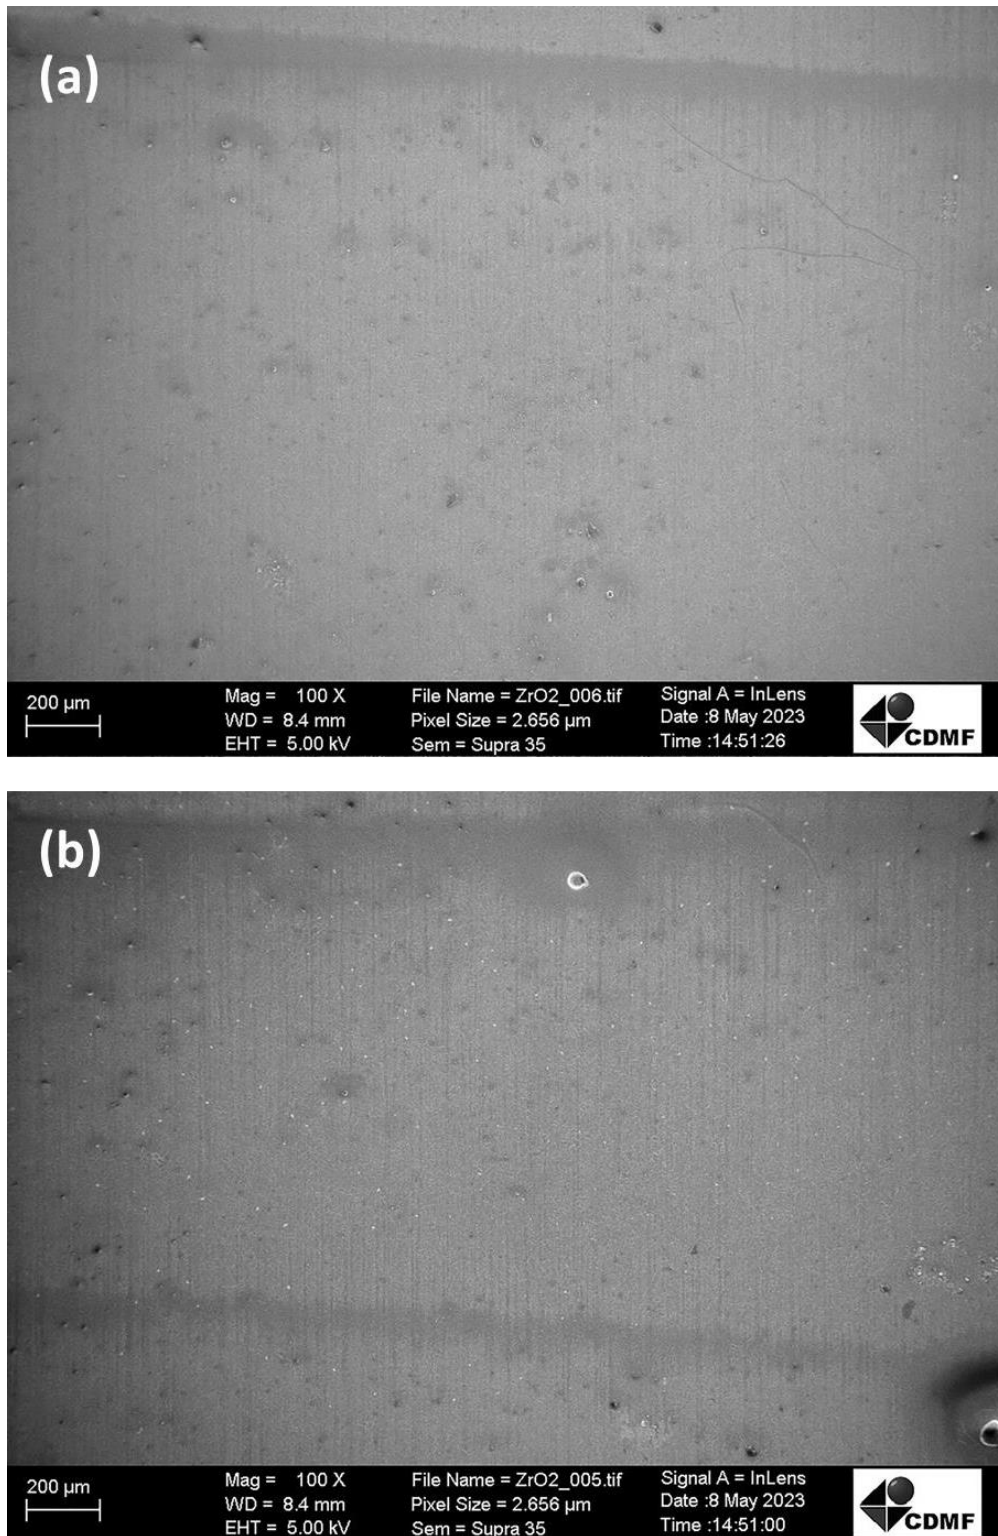 (a)
200 µm
Mag = 100 X
WD = 8.4 mm
EHT = 5.00 kV
File Name = ZrO2_006.tif
Pixel Size = 2.656 µm
Sem = Supra 35
Signal A = InLens
Date :8 May 2023
Time :14:51:26
CDMF
(b)
200 µm
Mag = 100 X
WD = 8.4 mm
EHT = 5.00 kV
File Name = ZrO2_005.tif
Pixel Size = 2.656 µm
Sem = Supra 35
Signal A = InLens
Date :8 May 2023
Time :14:51:00
CDMF